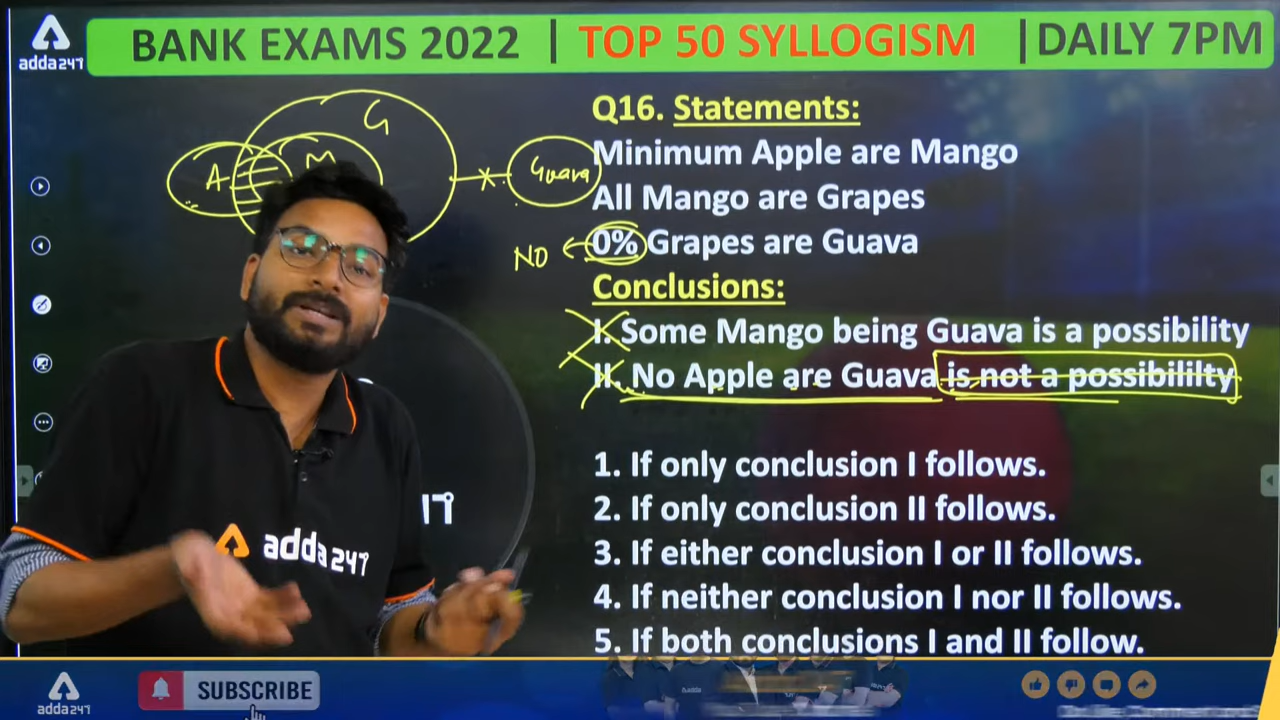 adda247
BANK EXAMS 2022 | TOP 50 SYLLOGISM | DAILY 7PM
G
A
M
Guava
NO
Q16. Statements:
Minimum Apple are Mango
All Mango are Grapes
0% Grapes are Guava
Conclusions:
I. Some Mango being Guava is a possibility
II. No Apple are Guava is not a possibililty
1. If only conclusion I follows.
2. If only conclusion II follows.
3. If either conclusion I or II follows.
4. If neither conclusion I nor II follows.
5. If both conclusions I and II follow.
adda247
17
adda247
SUBSCRIBE